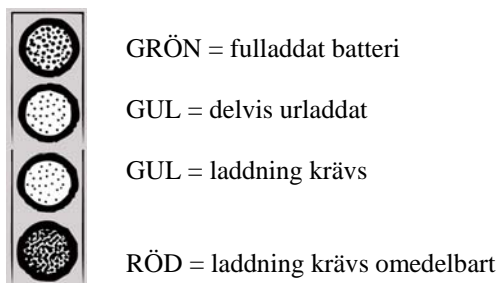 GRÖN = fulladdat batteri
GUL = delvis urladdat
GUL = laddning krävs
RÖD = laddning krävs omedelbart